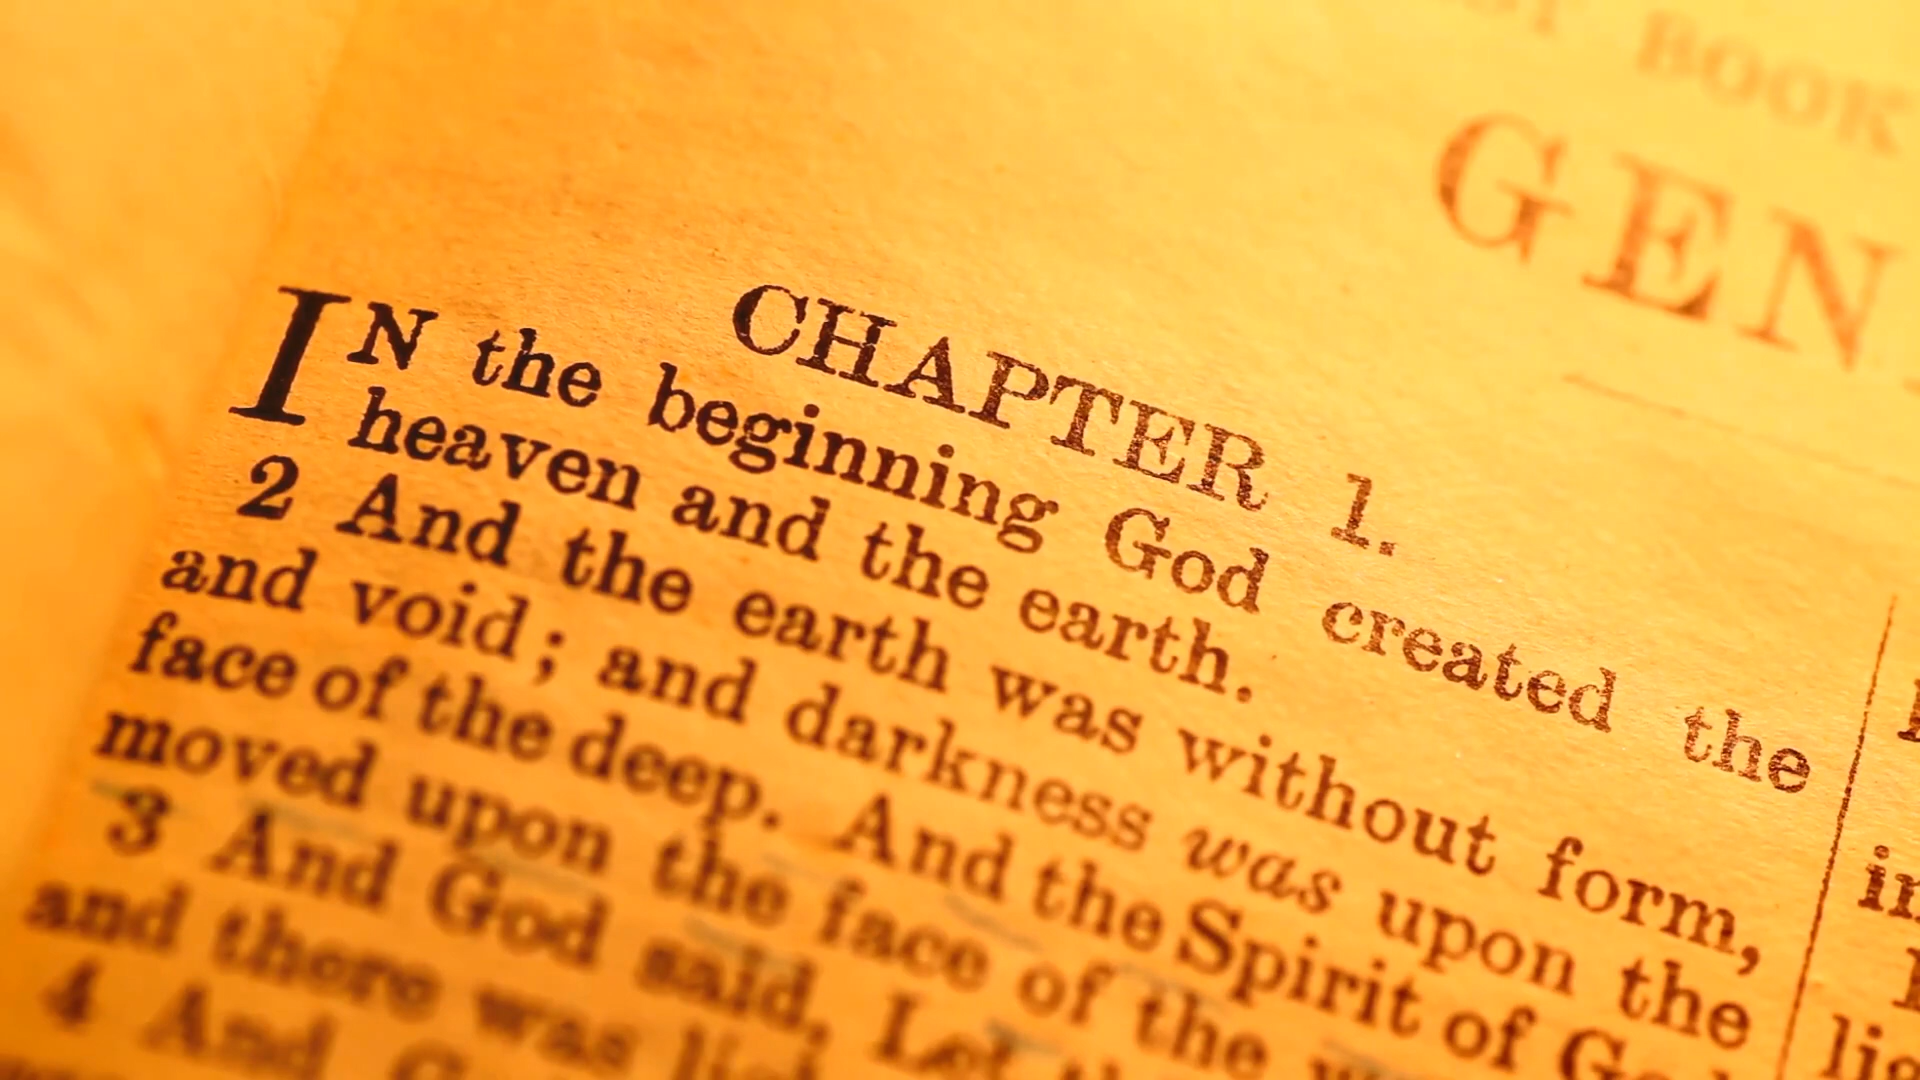 BOOK
GEN
CHAPTER 1.
IN the beginning God created the
heaven and the earth.
2 And the earth was without form,
and void; and darkness was upon the
face of the deep. And the Spirit of God
moved upon the face of the
3 And God said, Let
and there was
4 And